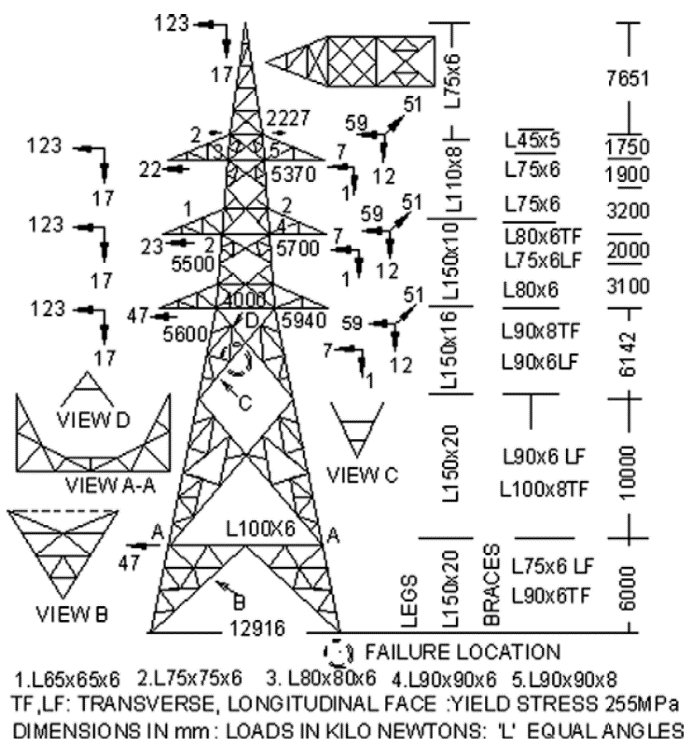 123
17
51
59
2
2227
123
22
3
5
5370
7
12
1
17
1
2
59
51
123
23
2
4
5500
5700
7
12
1
17
4000
123
47
D
5600
5940
59
51
12
7
1
17
C
VIEW D
VIEW A-A
VIEW C
VIEW B
A
L100X6
A
47
B
12916
L75x6
L110x8
L150x10
L150x16
L150x20
L150x20
LEGS
L45x5
L75x6
L75x6
L80x6TF
L75x6LF
L80x6
L90x8TF
L90x6LF
L90x6 LF
L100x8TF
L75x6 LF
L90x6TF
BRACES
7651
1750
1900
3200
2000
3100
6142
10000
6000
FAILURE LOCATION
1.L65x65x6 2.L75x75x6 3. L80x80x6 4.L90x90x6 5.L90x90x8
TF,LF: TRANSVERSE, LONGITUDINAL FACE :YIELD STRESS 255MPa
DIMENSIONS IN mm: LOADS IN KILO NEWTONS: 'L' EQUAL ANGLES